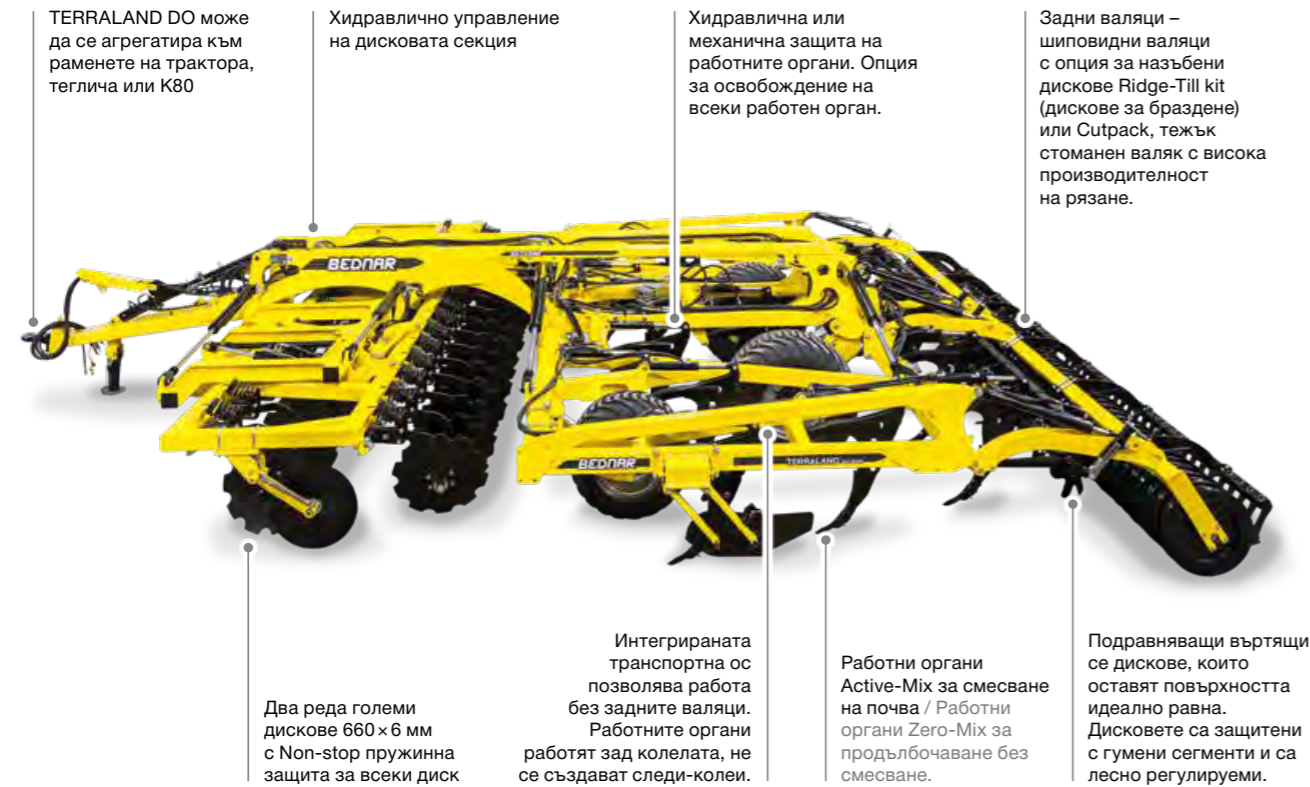 TERRALAND DO може
да се агрегатира към
раменете на трактора,
теглича или K80
Хидравлично управление
на дисковата секция
Хидравлична или
механична защита на
работните органи. Опция
за освобождение на
всеки работен орган.
Задни валяци –
шиповидни валяци
с опция за назъбени
дискове Ridge-Till kit
(дискове за браздене)
или Cutpack, тежък
стоманен валяк с висока
производителност
на рязане.
BEDNAR
BEDNAR
TERRALAND
Два реда големи
дискове 660×6 мм
с Non-stop пружинна
защита за всеки диск
Интегрираната
транспортна ос
позволява работа
без задните валяци.
Работните органи
работят зад колелата, не
се създават следи-колеи.
Работни органи
Active-Mix за смесване
на почва / Работни
органи Zero-Mix за
продълбочаване без
смесване.
Подравняващи въртящи
се дискове, които
оставят повърхността
идеално равна.
Дисковете са защитени
с гумени сегменти и са
лесно регулируеми.